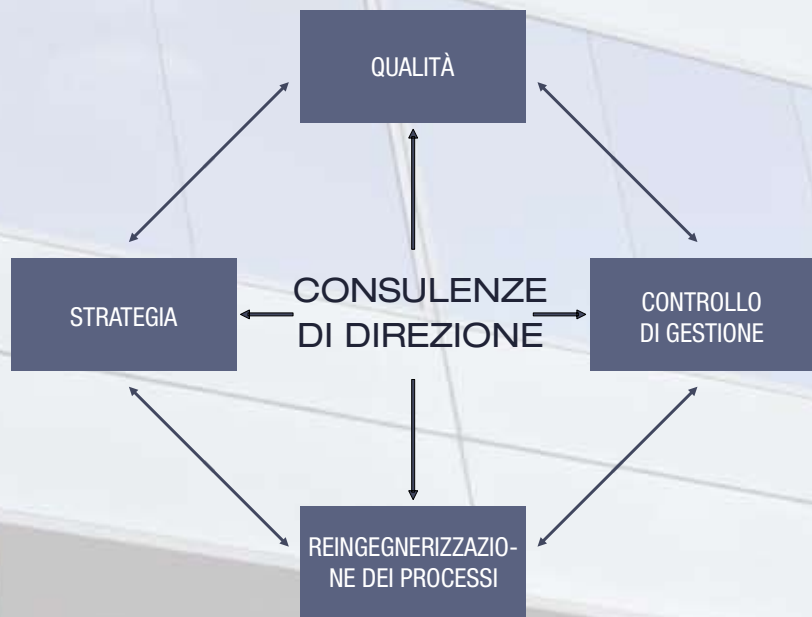 QUALITÀ
STRATEGIA
CONSULENZE
DI DIREZIONE
CONTROLLO
DI GESTIONE
REINGEGNERIZZAZIO-
NE DEI PROCESSI